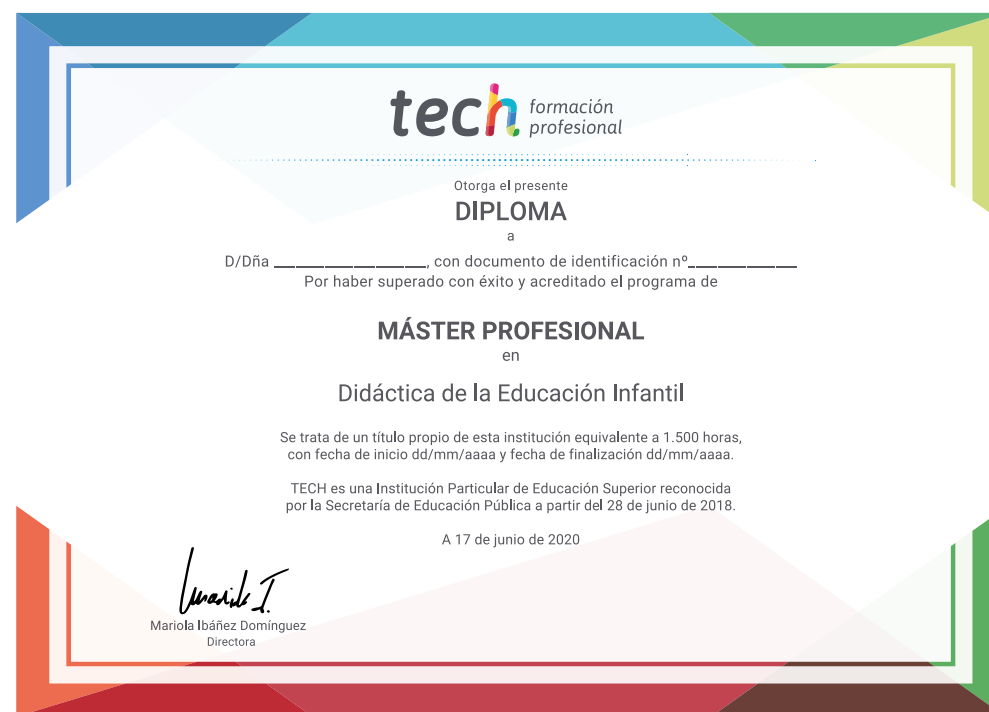 tech formación
profesional
Otorga el presente
DIPLOMA
a
D/Dña ______________, con documento de identificación nº__________
Por haber superado con éxito y acreditado el programa de
MÁSTER PROFESIONAL
en
Didáctica de la Educación Infantil
Se trata de un título propio de esta institución equivalente a 1.500 horas,
con fecha de inicio dd/mm/aaaa y fecha de finalización dd/mm/aaaa.
TECH es una Institución Particular de Educación Superior reconocida
por la Secretaría de Educación Pública a partir del 28 de junio de 2018.
A 17 de junio de 2020
Mariola I.
Mariola Ibáñez Domínguez
Directora